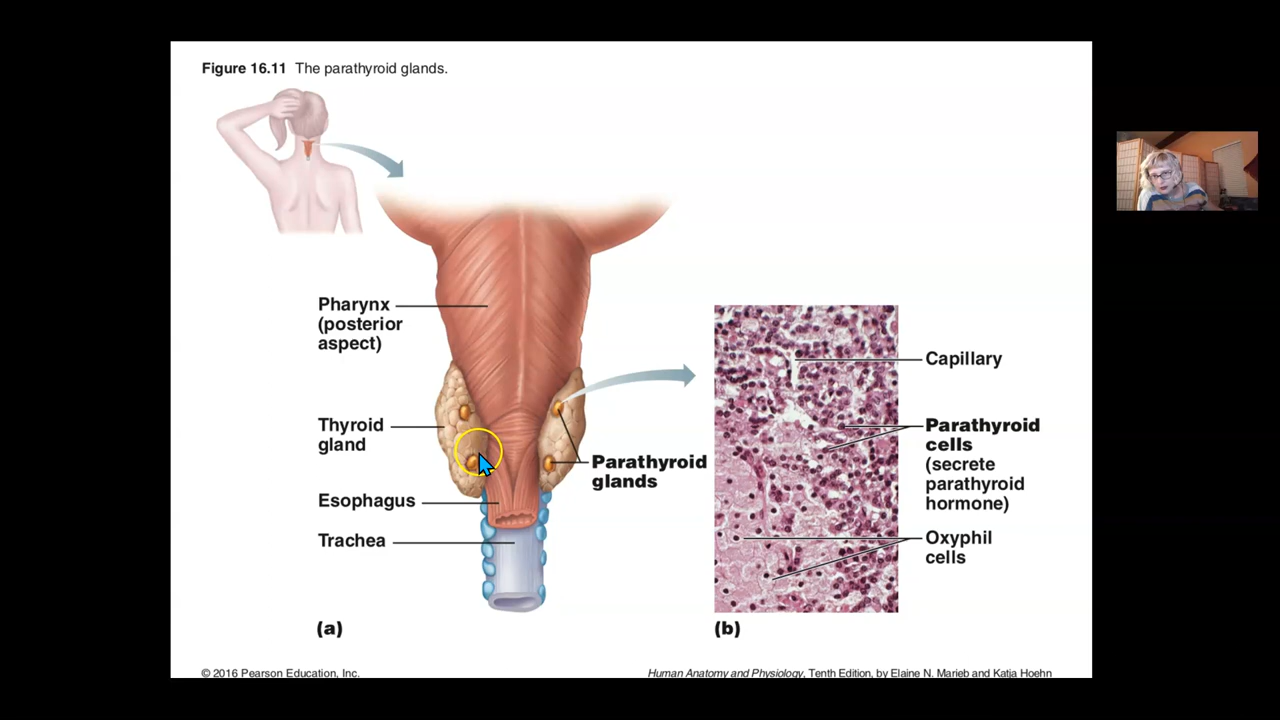 Figure 16.11 The parathyroid glands.
Pharynx
(posterior
aspect)
Thyroid
gland
Esophagus
Trachea
Parathyroid
glands
(a)
Capillary
Parathyroid
cells
(secrete
parathyroid
hormone)
Oxyphil
cells
(b)
© 2016 Pearson Education, Inc.
Human Anatomy and Physiology, Tenth Edition, by Elaine N. Marieb and Katja Hoehn